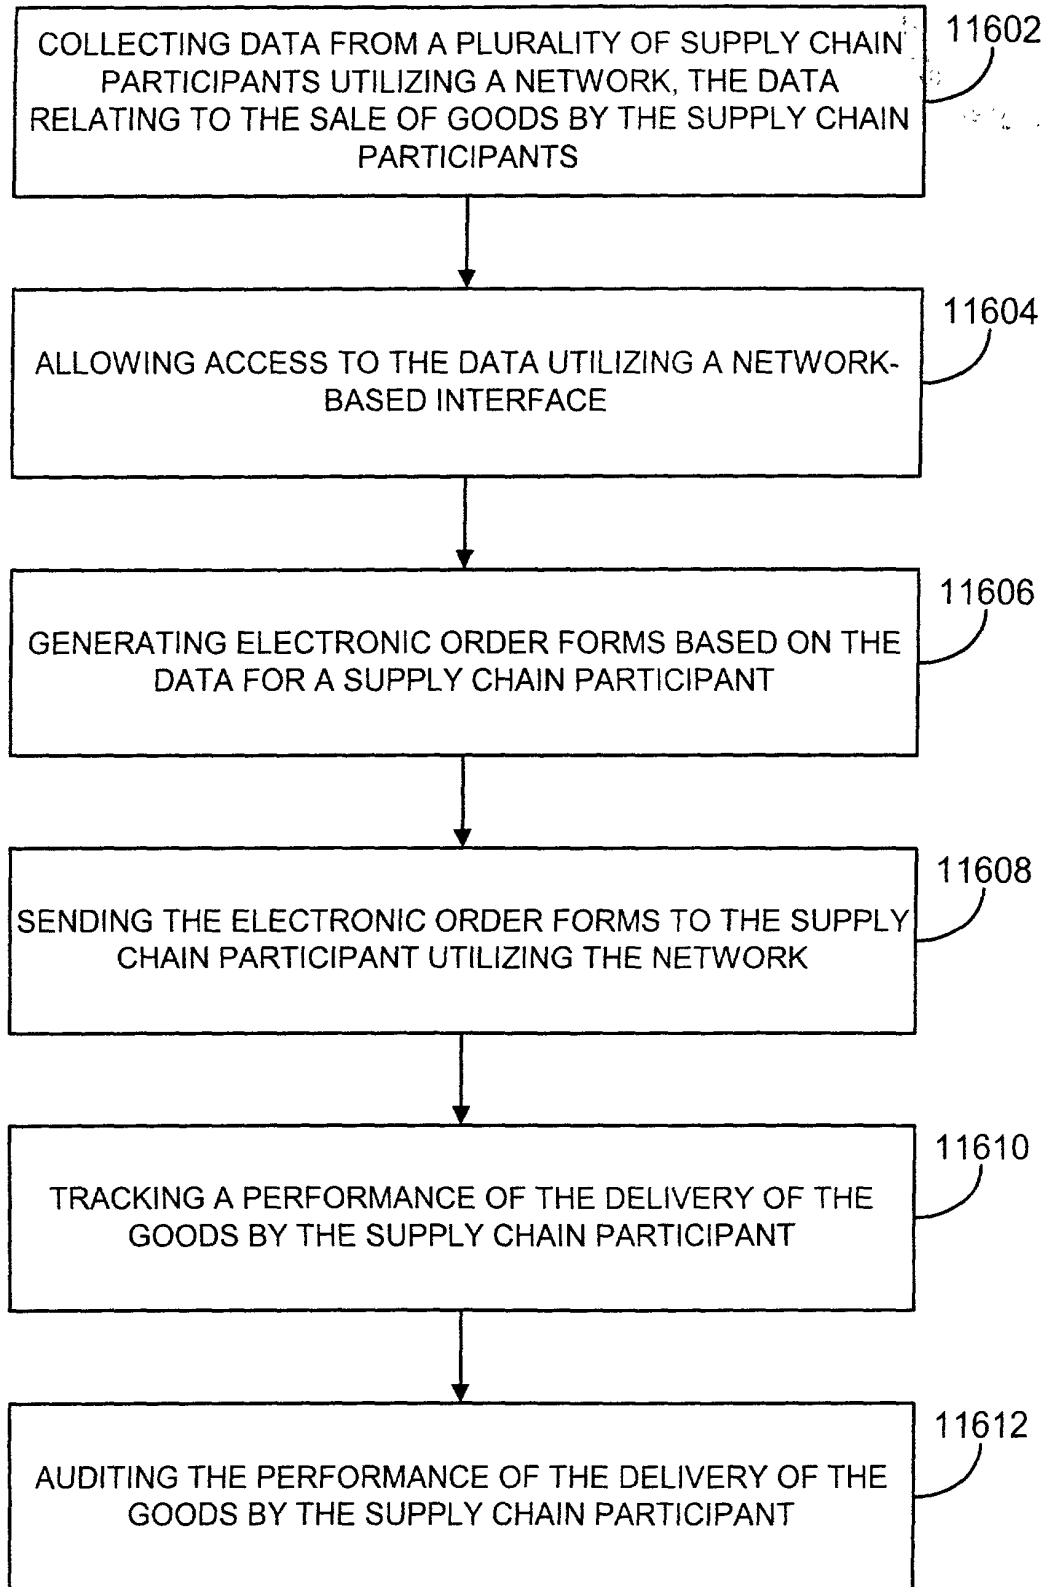 COLLECTING DATA FROM A PLURALITY OF SUPPLY CHAIN
PARTICIPANTS UTILIZING A NETWORK, THE DATA
RELATING TO THE SALE OF GOODS BY THE SUPPLY CHAIN
PARTICIPANTS
11602
ALLOWING ACCESS TO THE DATA UTILIZING A NETWORK-
BASED INTERFACE
11604
GENERATING ELECTRONIC ORDER FORMS BASED ON THE
DATA FOR A SUPPLY CHAIN PARTICIPANT
11606
SENDING THE ELECTRONIC ORDER FORMS TO THE SUPPLY
CHAIN PARTICIPANT UTILIZING THE NETWORK
11608
TRACKING A PERFORMANCE OF THE DELIVERY OF THE
GOODS BY THE SUPPLY CHAIN PARTICIPANT
11610
AUDITING THE PERFORMANCE OF THE DELIVERY OF THE
GOODS BY THE SUPPLY CHAIN PARTICIPANT
11612